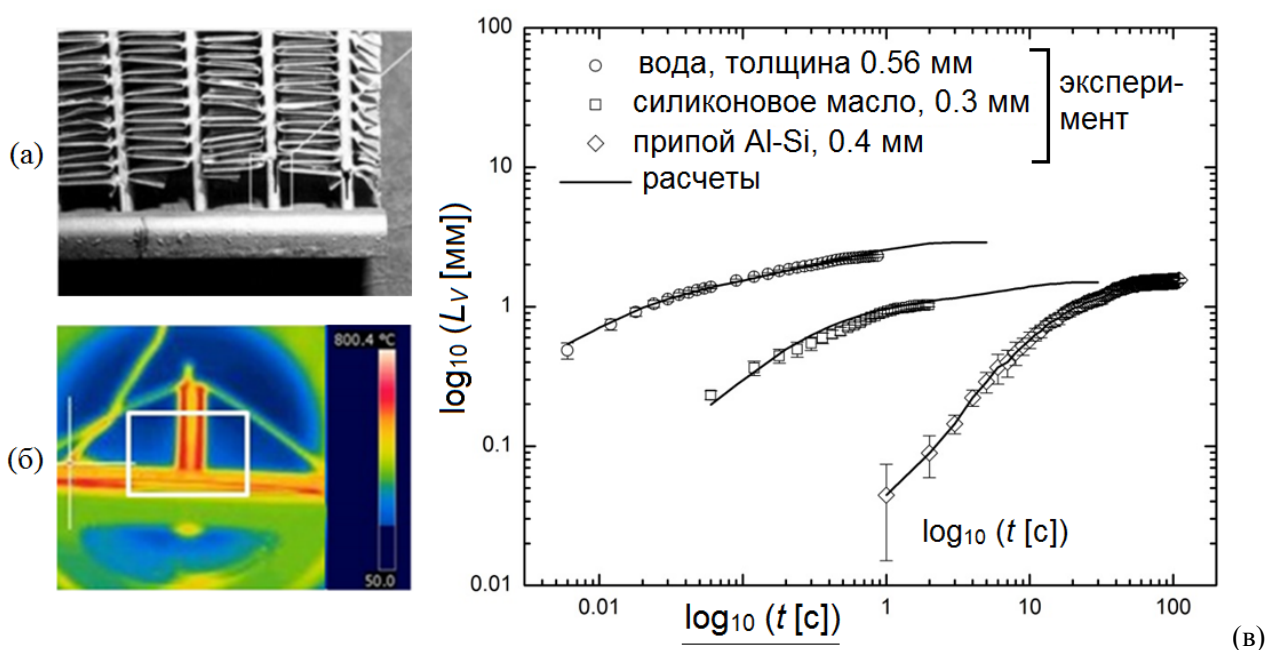 (а)
(б)
800.4 °C
50.0
100
10
1
0.1
0.01
log10 (Lv [мм])
вода, толщина 0.56 мм
силиконовое масло, 0.3 мм
припой Al-Si, 0.4 мм
экспери-
мент
расчеты
log10 (t [с])
0.01
0.1
1
10
100
log10 (t [с])
(в)